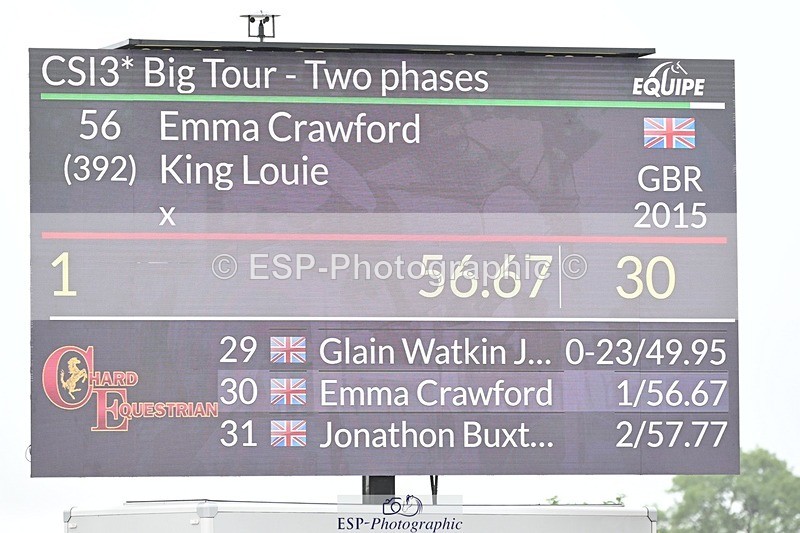 CSI3* Big Tour - Two phases
EQUIPE
56 Emma Crawford
(392) King Louie GBR
x 2015
1 56.67 30
© ESP-Photographic ©
29 Glain Watkin J... 0-23/49.95
CHARD EQUESTRIAN
30 Emma Crawford 1/56.67
31 Jonathon Buxt... 2/57.77
ESP-Photographic